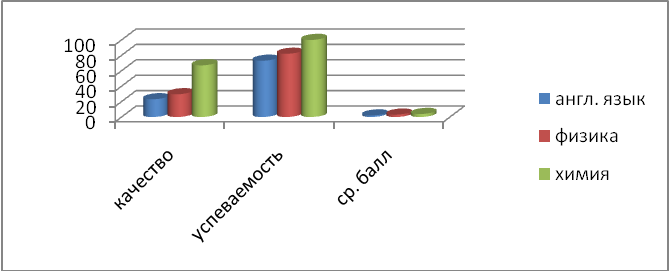 100
80
60
40
20
0
качество
успеваемость
ср. балл
англ. язык
физика
химия